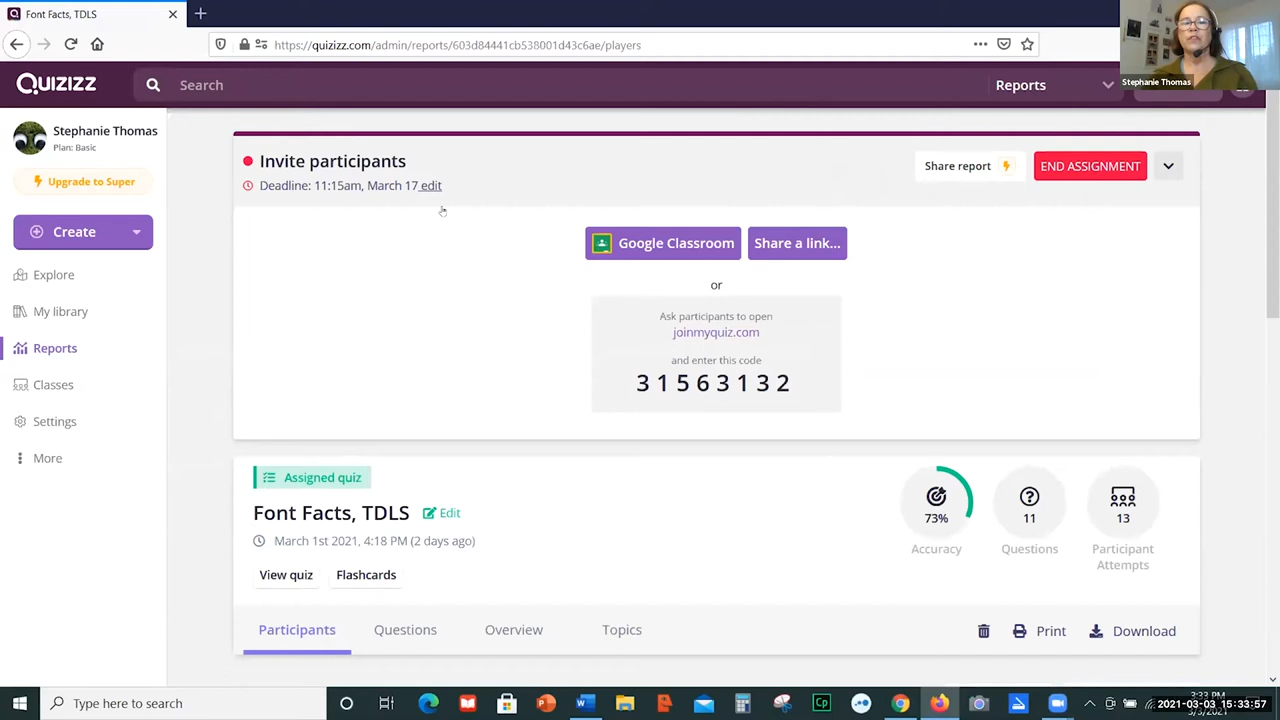 Font Facts, TDLS
https://quizizz.com/admin/reports/603d84441cb538001d43c6ae/players
QUIZIZZ
Search
Reports
Stephanie Thomas
Stephanie Thomas
Plan: Basic
Upgrade to Super
Create
Explore
My library
Reports
Classes
Settings
More
Invite participants
Deadline: 11:15am, March 17 edit
Share report
END ASSIGNMENT
Google Classroom
Share a link...
or
Ask participants to open
joinmyquiz.com
and enter this code
3 1 5 6 3 1 3 2
Assigned quiz
Font Facts, TDLS
Edit
March 1st 2021, 4:18 PM (2 days ago)
View quiz
Flashcards
73%
Accuracy
11
Questions
13
Participant
Attempts
Participants
Questions
Overview
Topics
Print
Download
Type here to search
Cp
3:33 PM
2021-03-03 15:33:57